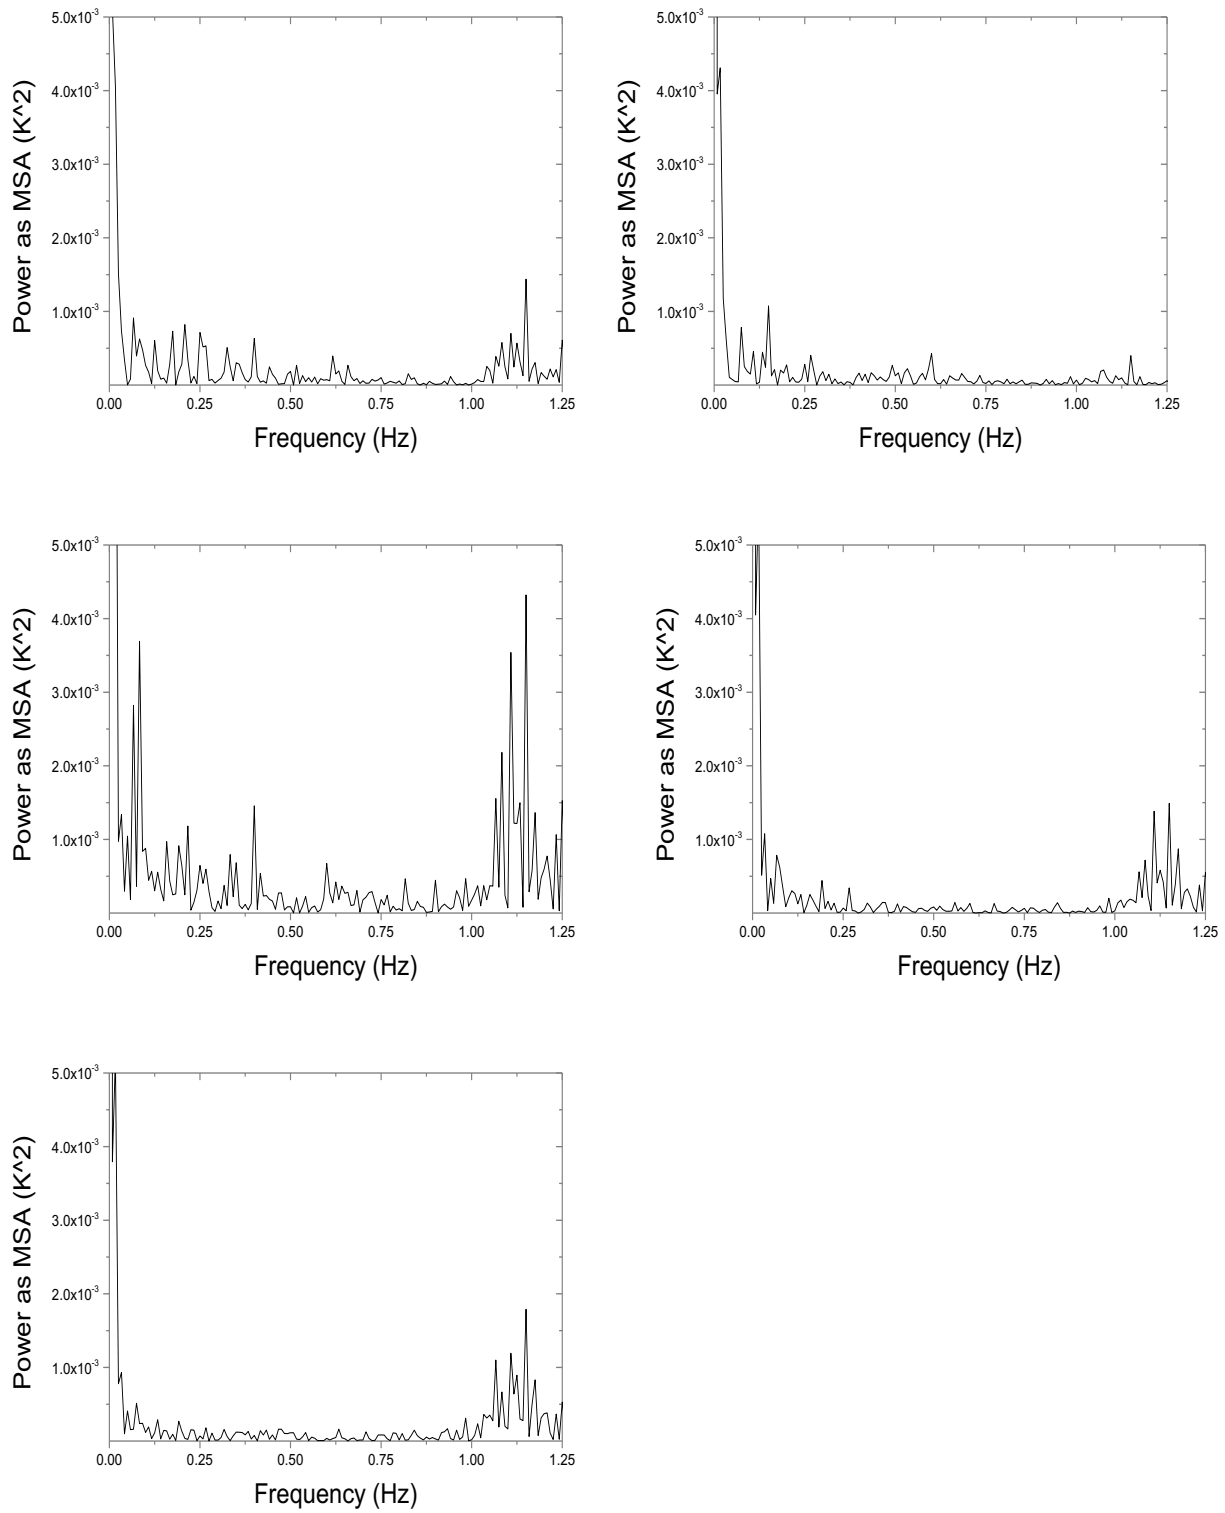 5.0x10⁻³
4.0x10⁻³
3.0x10⁻³
2.0x10⁻³
1.0x10⁻³
Power as MSA (K^2)
0.00 0.25 0.50 0.75 1.00 1.25
Frequency (Hz)
5.0x10⁻³
4.0x10⁻³
3.0x10⁻³
2.0x10⁻³
1.0x10⁻³
Power as MSA (K^2)
0.00 0.25 0.50 0.75 1.00 1.25
Frequency (Hz)
5.0x10⁻³
4.0x10⁻³
3.0x10⁻³
2.0x10⁻³
1.0x10⁻³
Power as MSA (K^2)
0.00 0.25 0.50 0.75 1.00 1.25
Frequency (Hz)
5.0x10⁻³
4.0x10⁻³
3.0x10⁻³
2.0x10⁻³
1.0x10⁻³
Power as MSA (K^2)
0.00 0.25 0.50 0.75 1.00 1.25
Frequency (Hz)
5.0x10⁻³
4.0x10⁻³
3.0x10⁻³
2.0x10⁻³
1.0x10⁻³
Power as MSA (K^2)
0.00 0.25 0.50 0.75 1.00 1.25
Frequency (Hz)